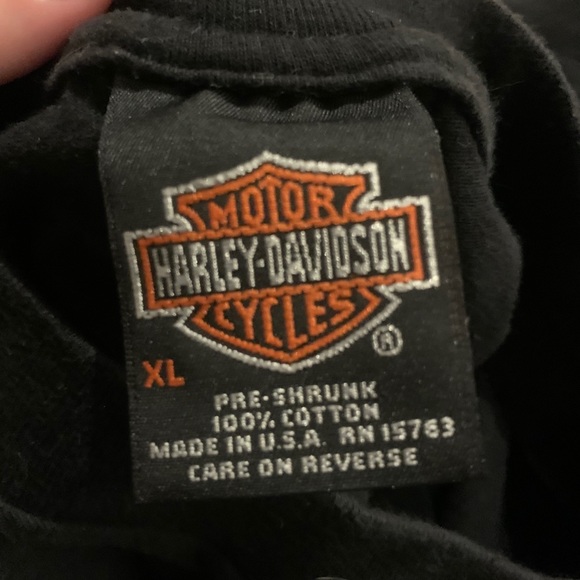 MOTOR
HARLEY-DAVIDSON
CYCLES
®
XL
PRE-SHRUNK
100% COTTON
MADE IN U.S.A. RN 15763
CARE ON REVERSE